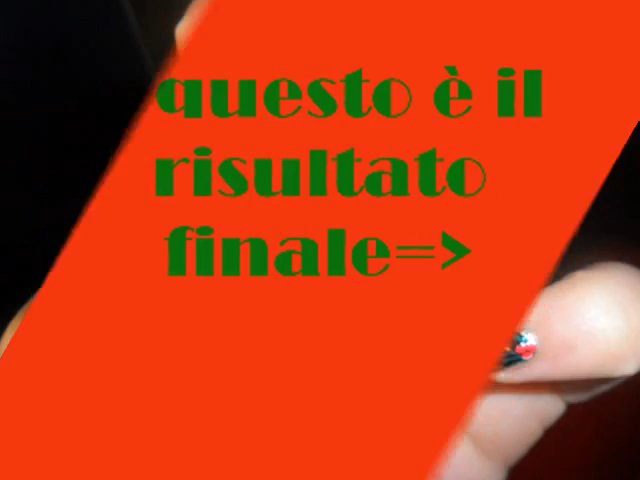 questo è il
risultato
finale=>